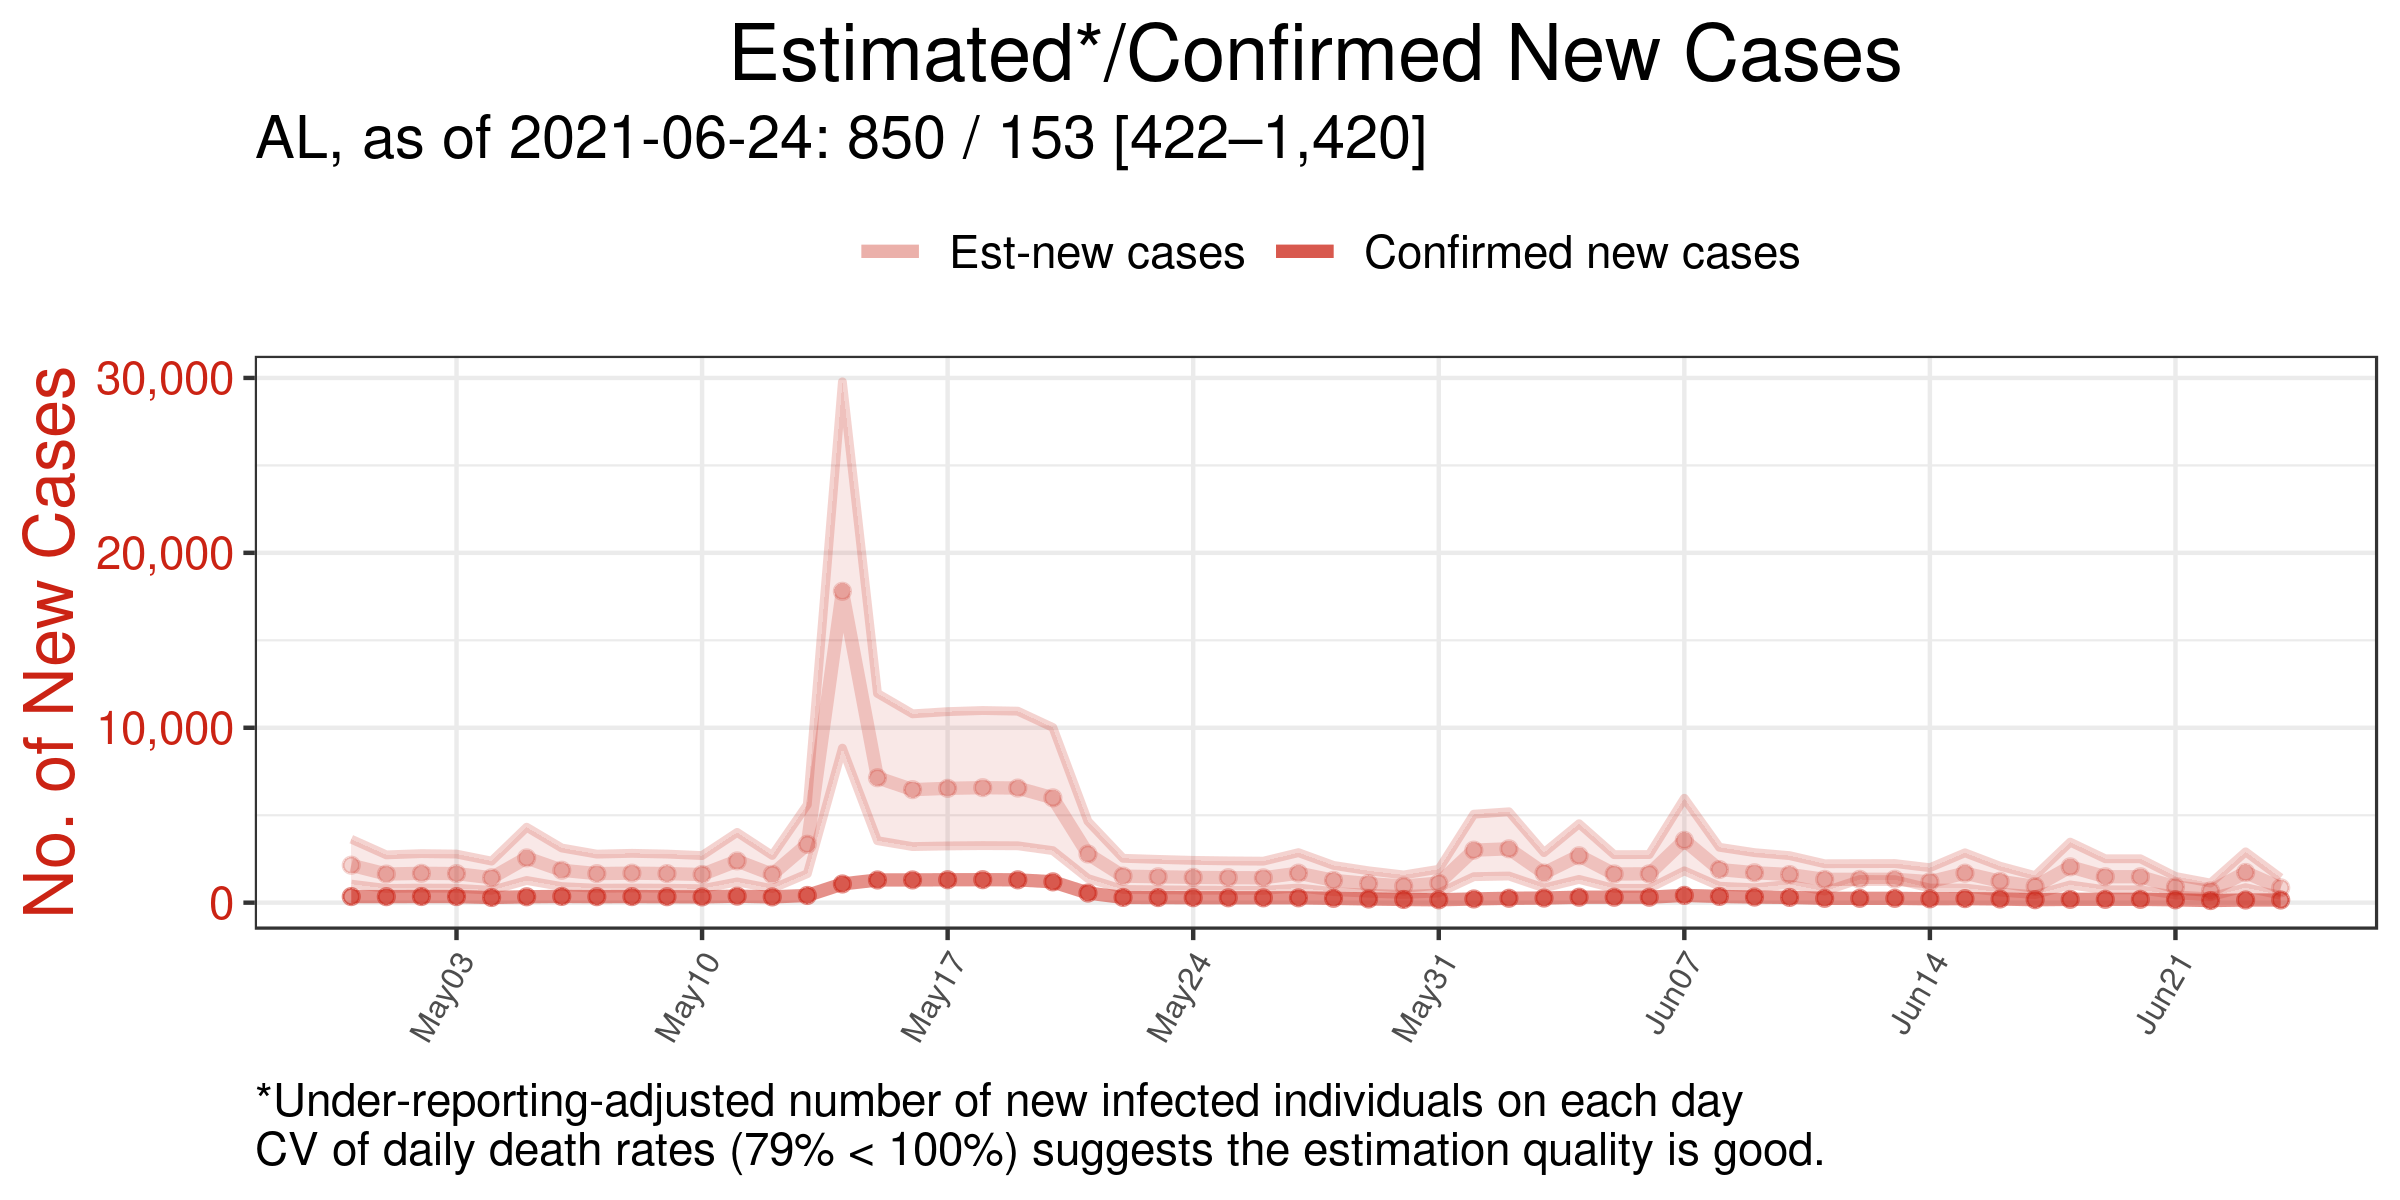 Estimated*/Confirmed New Cases
AL, as of 2021-06-24: 850 / 153 [422–1,420]
Est-new cases
Confirmed new cases
No. of New Cases
30,000
20,000
10,000
0
May03
May10
May17
May24
May31
Jun07
Jun14
Jun21
*Under-reporting-adjusted number of new infected individuals on each day
CV of daily death rates (79% < 100%) suggests the estimation quality is good.